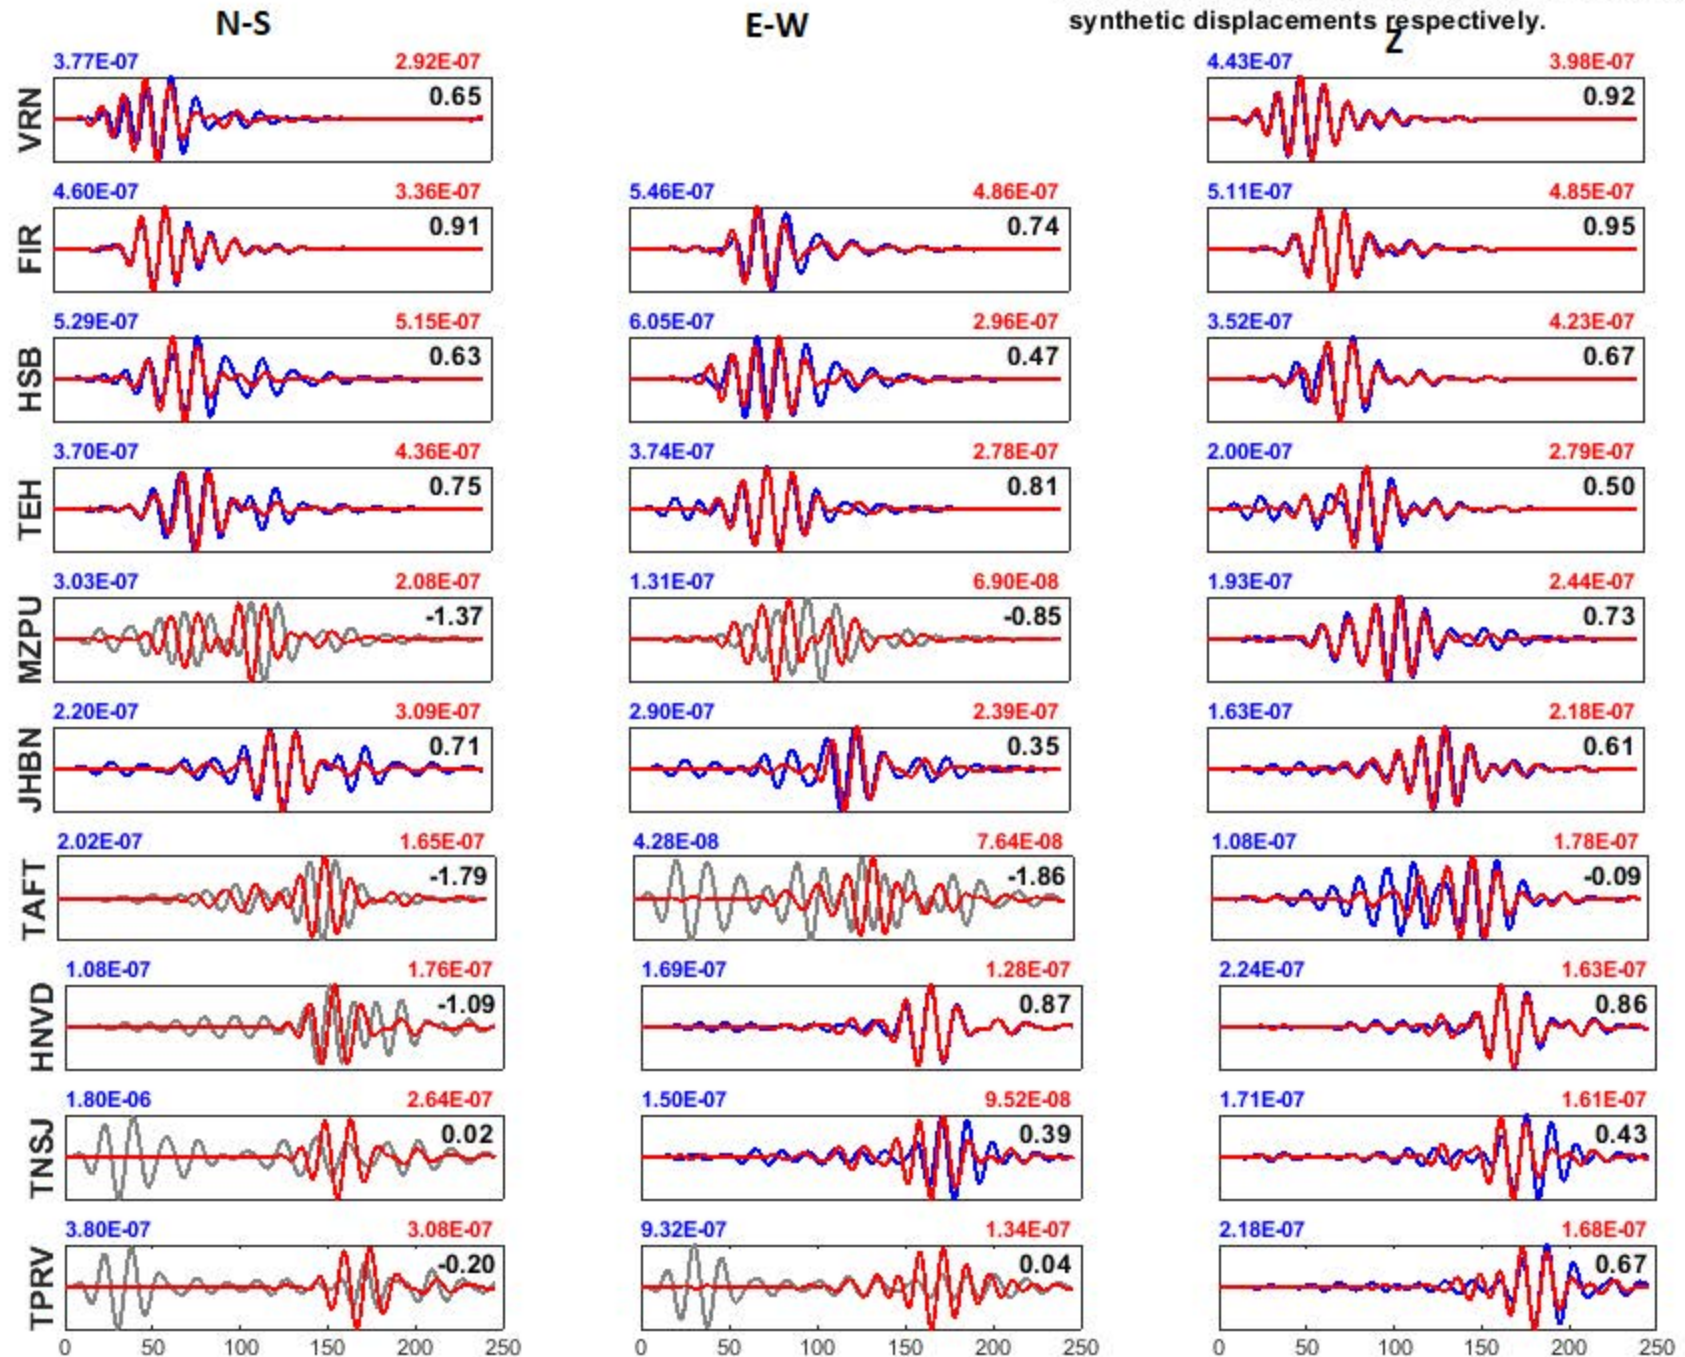 synthetic displacements respectively.
N-S E-W Z
3.77E-07 2.92E-07 4.43E-07 3.98E-07
VRN 0.65 0.92
4.60E-07 3.36E-07 5.46E-07 4.86E-07 5.11E-07 4.85E-07
FIR 0.91 0.74 0.95
5.29E-07 5.15E-07 6.05E-07 2.96E-07 3.52E-07 4.23E-07
HSB 0.63 0.47 0.67
3.70E-07 4.36E-07 3.74E-07 2.78E-07 2.00E-07 2.79E-07
TEH 0.75 0.81 0.50
3.03E-07 2.08E-07 1.31E-07 6.90E-08 1.93E-07 2.44E-07
MZPU -1.37 -0.85 0.73
2.20E-07 3.09E-07 2.90E-07 2.39E-07 1.63E-07 2.18E-07
JHBN 0.71 0.35 0.61
2.02E-07 1.65E-07 4.28E-08 7.64E-08 1.08E-07 1.78E-07
TAFT -1.79 -1.86 -0.09
1.08E-07 1.76E-07 1.69E-07 1.28E-07 2.24E-07 1.63E-07
HNVD -1.09 0.87 0.86
1.80E-06 2.64E-07 1.50E-07 9.52E-08 1.71E-07 1.61E-07
TNSJ 0.02 0.39 0.43
3.80E-07 3.08E-07 9.32E-07 1.34E-07 2.18E-07 1.68E-07
TPRV -0.20 0.04 0.67
0 50 100 150 200 250 0 50 100 150 200 250 0 50 100 150 200 250